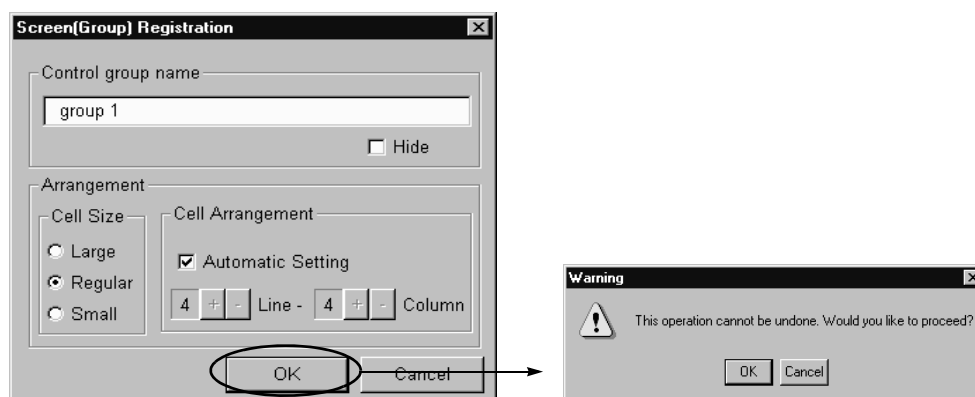 Screen(Group) Registration
Control group name
group 1
Hide
Arrangement
Cell Size
Large
Regular
Small
Cell Arrangement
Automatic Setting
4 + - Line - 4 + - Column
OK Cancel
Warning
This operation cannot be undone. Would you like to proceed?
OK Cancel